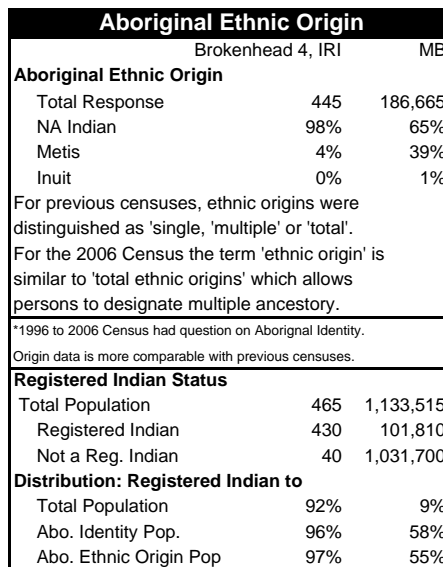 Aboriginal Ethnic Origin
Brokenhead 4, IRI MB
Aboriginal Ethnic Origin
Total Response 445 186,665
NA Indian 98% 65%
Metis 4% 39%
Inuit 0% 1%
For previous censuses, ethnic origins were
distinguished as 'single, 'multiple' or 'total'.
For the 2006 Census the term 'ethnic origin' is
similar to 'total ethnic origins' which allows
persons to designate multiple ancestory.
*1996 to 2006 Census had question on Aborignal Identity.
Origin data is more comparable with previous censuses.
Registered Indian Status
Total Population 465 1,133,515
Registered Indian 430 101,810
Not a Reg. Indian 40 1,031,700
Distribution: Registered Indian to
Total Population 92% 9%
Abo. Identity Pop. 96% 58%
Abo. Ethnic Origin Pop 97% 55%